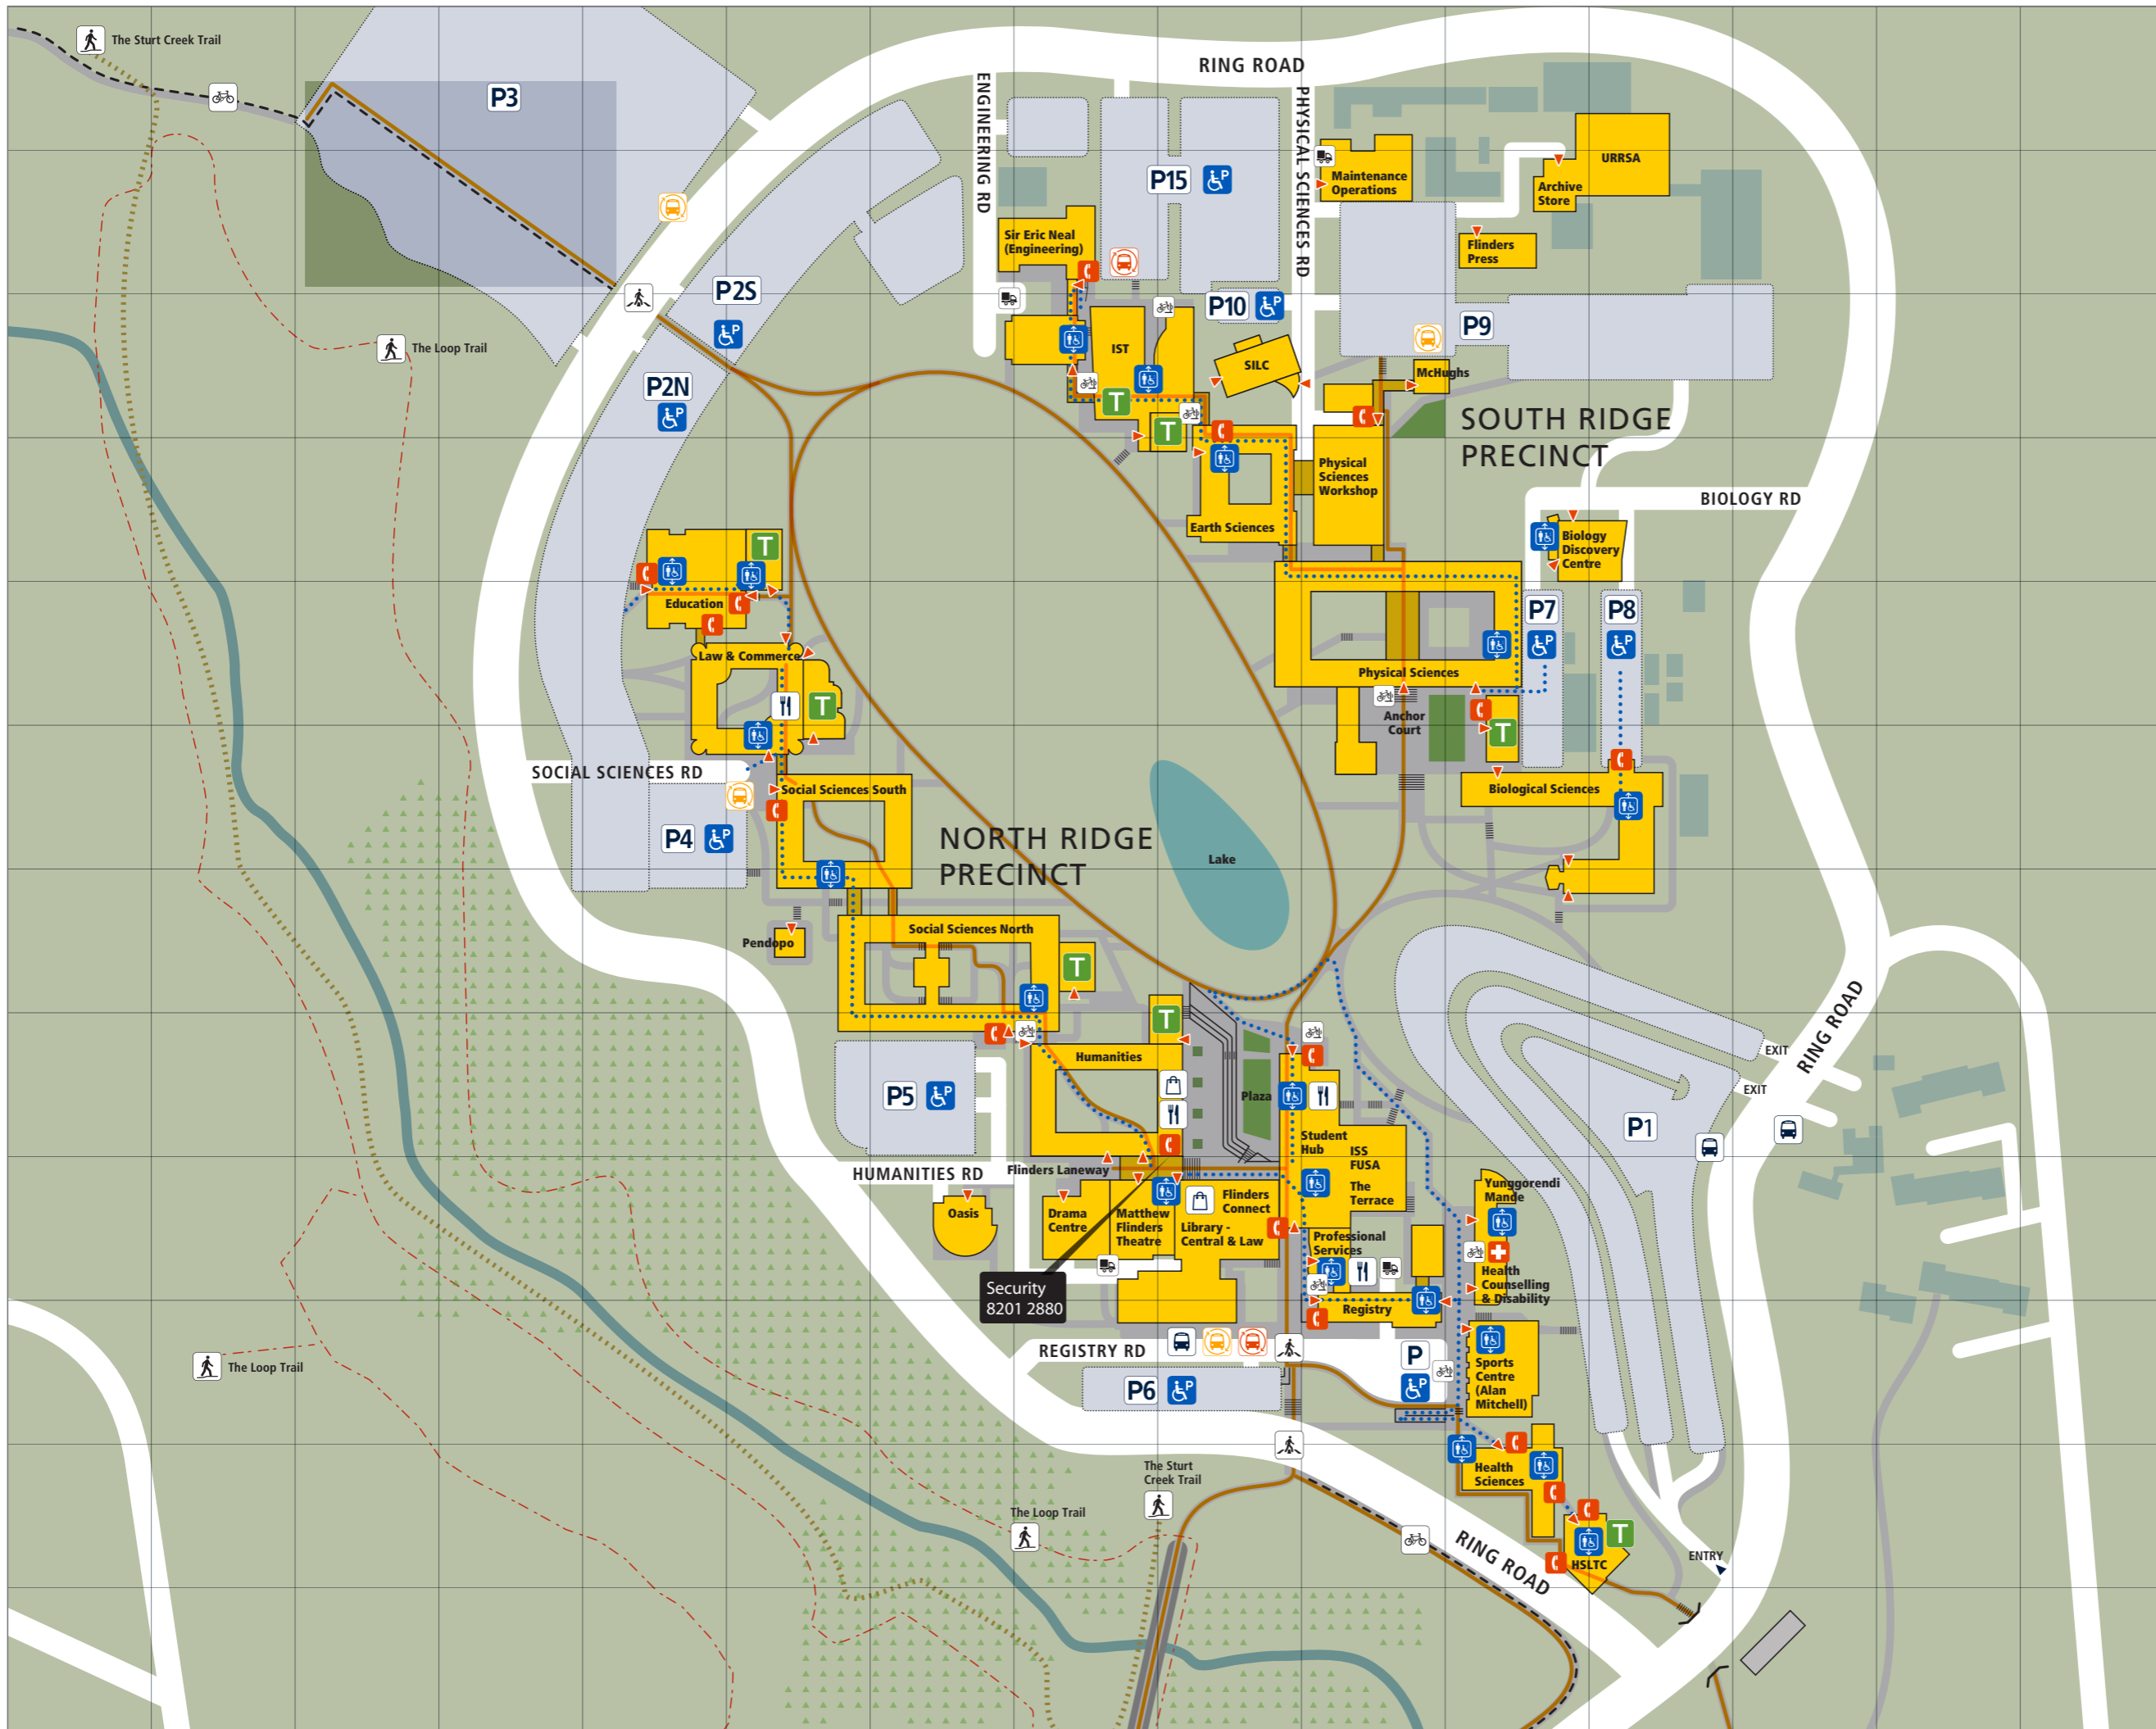 The Sturt Creek Trail
P3
RING ROAD
ENGINEERING RD
PHYSICAL SCIENCES RD
P15
P
Maintenance
Operations
URRSA
Archive
Store
Sir Eric Neal
(Engineering)
Flinders
Press
P2S
P
P10
P
P9
The Loop Trail
IST
SILC
McHughs
P2N
P
T
T
SOUTH RIDGE
PRECINCT
Physical
Sciences
Workshop
BIOLOGY RD
Earth Sciences
Biology
Discovery
Centre
T
Education
P7
P
P8
P
Law & Commerce
T
Physical Sciences
Anchor
Court
T
SOCIAL SCIENCES RD
Social Sciences South
Biological Sciences
P4
P
NORTH RIDGE
PRECINCT
Lake
Social Sciences North
Pendopo
T
T
RING ROAD
EXIT
EXIT
Humanities
P5
P
Plaza
P1
Student
Hub
ISS
FUSA
The
Terrace
Flinders Laneway
HUMANITIES RD
Oasis
Drama
Centre
Matthew
Flinders
Theatre
Flinders
Connect
Library -
Central & Law
Professional
Services
Yunggorendi
Mande
Health
Counselling
& Disability
Security
8201 2880
Registry
REGISTRY RD
P
P
P6
P
Sports
Centre
(Alan
Mitchell)
The Loop Trail
Health
Sciences
The Sturt
Creek Trail
The Loop Trail
RING ROAD
T
HSLTC
ENTRY